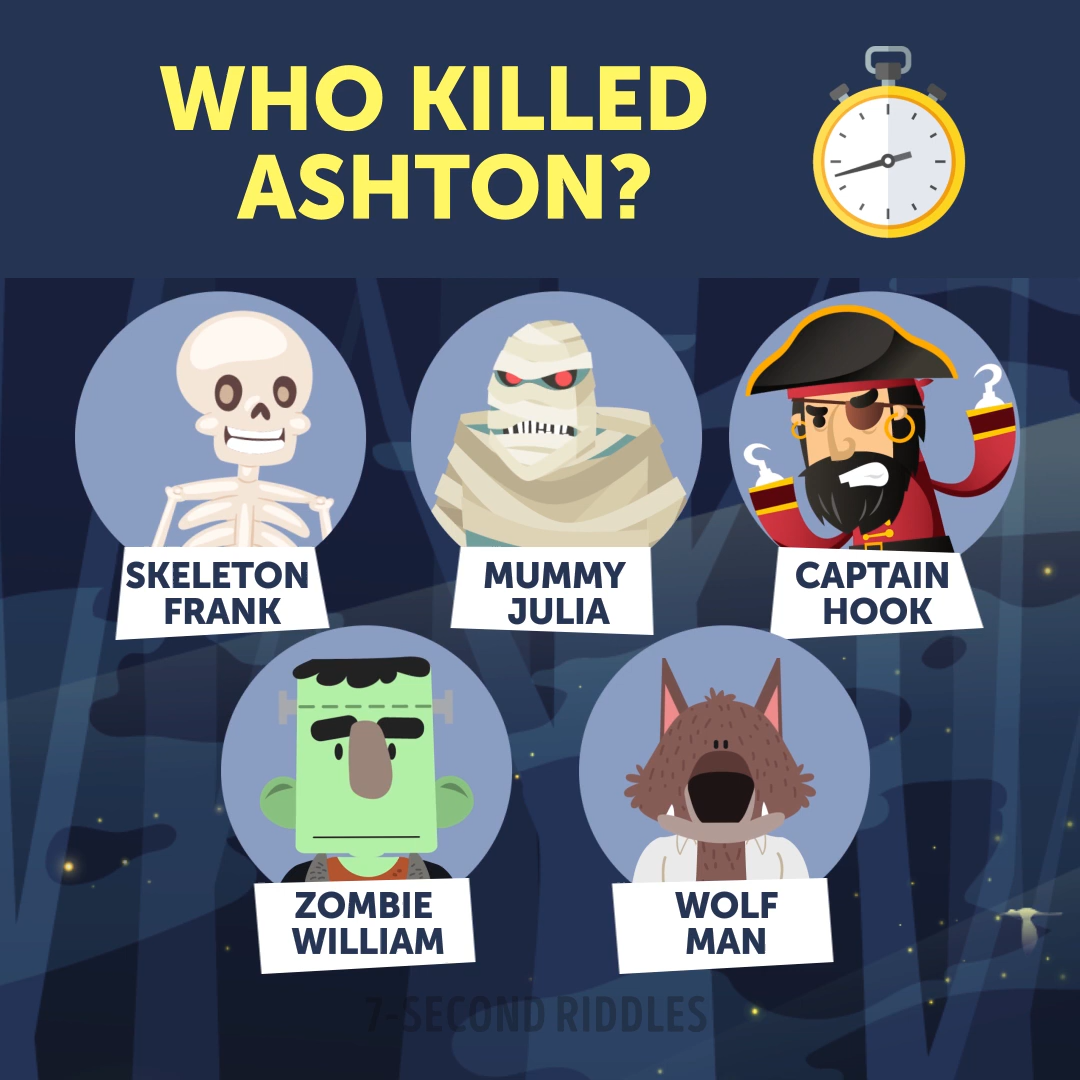 WHO KILLED
ASHTON?
SKELETON
FRANK
MUMMY
JULIA
CAPTAIN
HOOK
ZOMBIE
WILLIAM
WOLF
MAN
7-SECOND RIDDLES